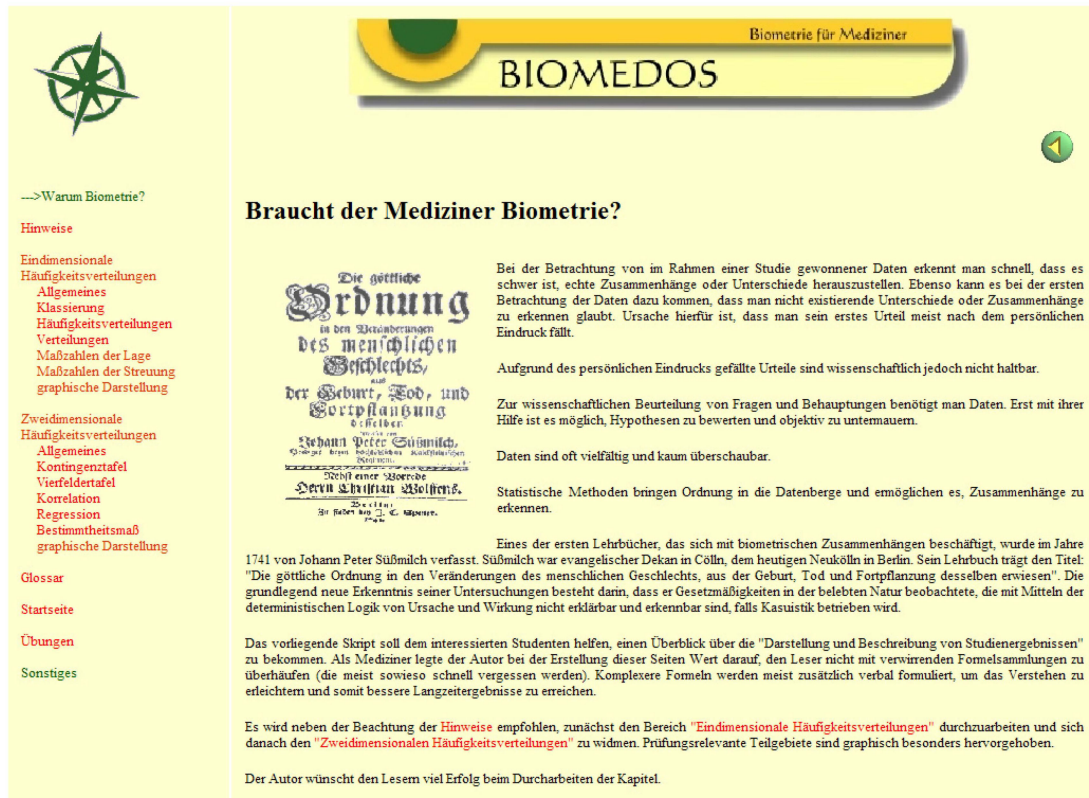 Biometrie für Mediziner
BIOMEDOS
--->Warum Biometrie?
Hinweise
Eindimensionale
Häufigkeitsverteilungen
Allgemeines
Klassierung
Häufigkeitsverteilungen
Verteilungen
Maßzahlen der Lage
Maßzahlen der Streuung
graphische Darstellung
Zweidimensionale
Häufigkeitsverteilungen
Allgemeines
Kontingenztafel
Vierfeldertafel
Korrelation
Regression
Bestimmtheitsmaß
graphische Darstellung
Glossar
Startseite
Übungen
Sonstiges
Braucht der Mediziner Biometrie?
Die göttliche
Ordnung
in den Veränderungen
des menschlichen
Geschlechts,
aus
der Geburt, Tod, und
Fortpflantzung
desselben
Johann Peter Süßmilch,
Nebst einer Vorrede
Herrn Christian Wolffens.
Bei der Betrachtung von im Rahmen einer Studie gewonnener Daten erkennt man schnell, dass es
schwer ist, echte Zusammenhänge oder Unterschiede herauszustellen. Ebenso kann es bei der ersten
Betrachtung der Daten dazu kommen, dass man nicht existierende Unterschiede oder Zusammenhänge
zu erkennen glaubt. Ursache hierfür ist, dass man sein erstes Urteil meist nach dem persönlichen
Eindruck fällt.
Aufgrund des persönlichen Eindrucks gefällte Urteile sind wissenschaftlich jedoch nicht haltbar.
Zur wissenschaftlichen Beurteilung von Fragen und Behauptungen benötigt man Daten. Erst mit ihrer
Hilfe ist es möglich, Hypothesen zu bewerten und objektiv zu untermauern.
Daten sind oft vielfältig und kaum überschaubar.
Statistische Methoden bringen Ordnung in die Datenberge und ermöglichen es, Zusammenhänge zu
erkennen.
Eines der ersten Lehrbücher, das sich mit biometrischen Zusammenhängen beschäftigt, wurde im Jahre
1741 von Johann Peter Süßmilch verfasst. Süßmilch war evangelischer Dekan in Cölln, dem heutigen Neukölln in Berlin. Sein Lehrbuch trägt den Titel:
"Die göttliche Ordnung in den Veränderungen des menschlichen Geschlechts, aus der Geburt, Tod und Fortpflanzung desselben erwiesen". Die
grundlegend neue Erkenntnis seiner Untersuchungen besteht darin, dass er Gesetzmäßigkeiten in der belebten Natur beobachtete, die mit Mitteln der
deterministischen Logik von Ursache und Wirkung nicht erklärbar und erkennbar sind, falls Kasuistik betrieben wird.
Das vorliegende Skript soll dem interessierten Studenten helfen, einen Überblick über die "Darstellung und Beschreibung von Studienergebnissen"
zu bekommen. Als Mediziner legte der Autor bei der Erstellung dieser Seiten Wert darauf, den Leser nicht mit verwirrenden Formelsammlungen zu
überhäufen (die meist sowieso schnell vergessen werden). Komplexere Formeln werden meist zusätzlich verbal formuliert, um das Verstehen zu
erleichtern und somit bessere Langzeitergebnisse zu erreichen.
Es wird neben der Beachtung der Hinweise empfohlen, zunächst den Bereich "Eindimensionale Häufigkeitsverteilungen" durchzuarbeiten und sich
danach den "Zweidimensionalen Häufigkeitsverteilungen" zu widmen. Prüfungsrelevante Teilgebiete sind graphisch besonders hervorgehoben.
Der Autor wünscht den Lesern viel Erfolg beim Durcharbeiten der Kapitel.